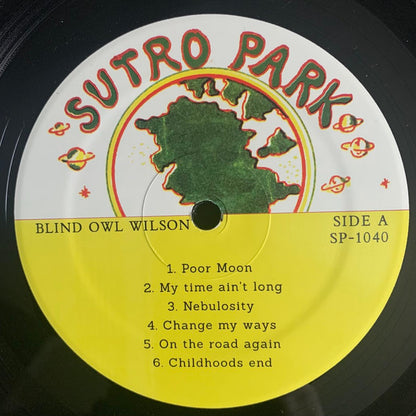 SUTRO PARK
BLIND OWL WILSON
SIDE A
SP-1040
1. Poor Moon
2. My time ain't long
3. Nebulosity
4. Change my ways
5. On the road again
6. Childhoods end